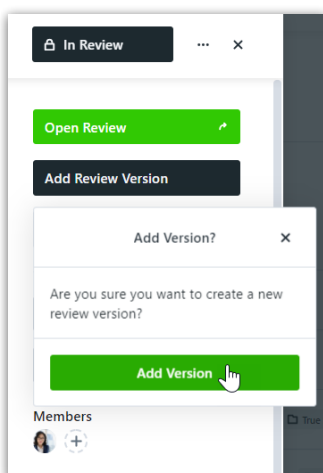 In Review
Open Review
Add Review Version
Add Version?
Are you sure you want to create a new
review version?
Add Version
Members
True